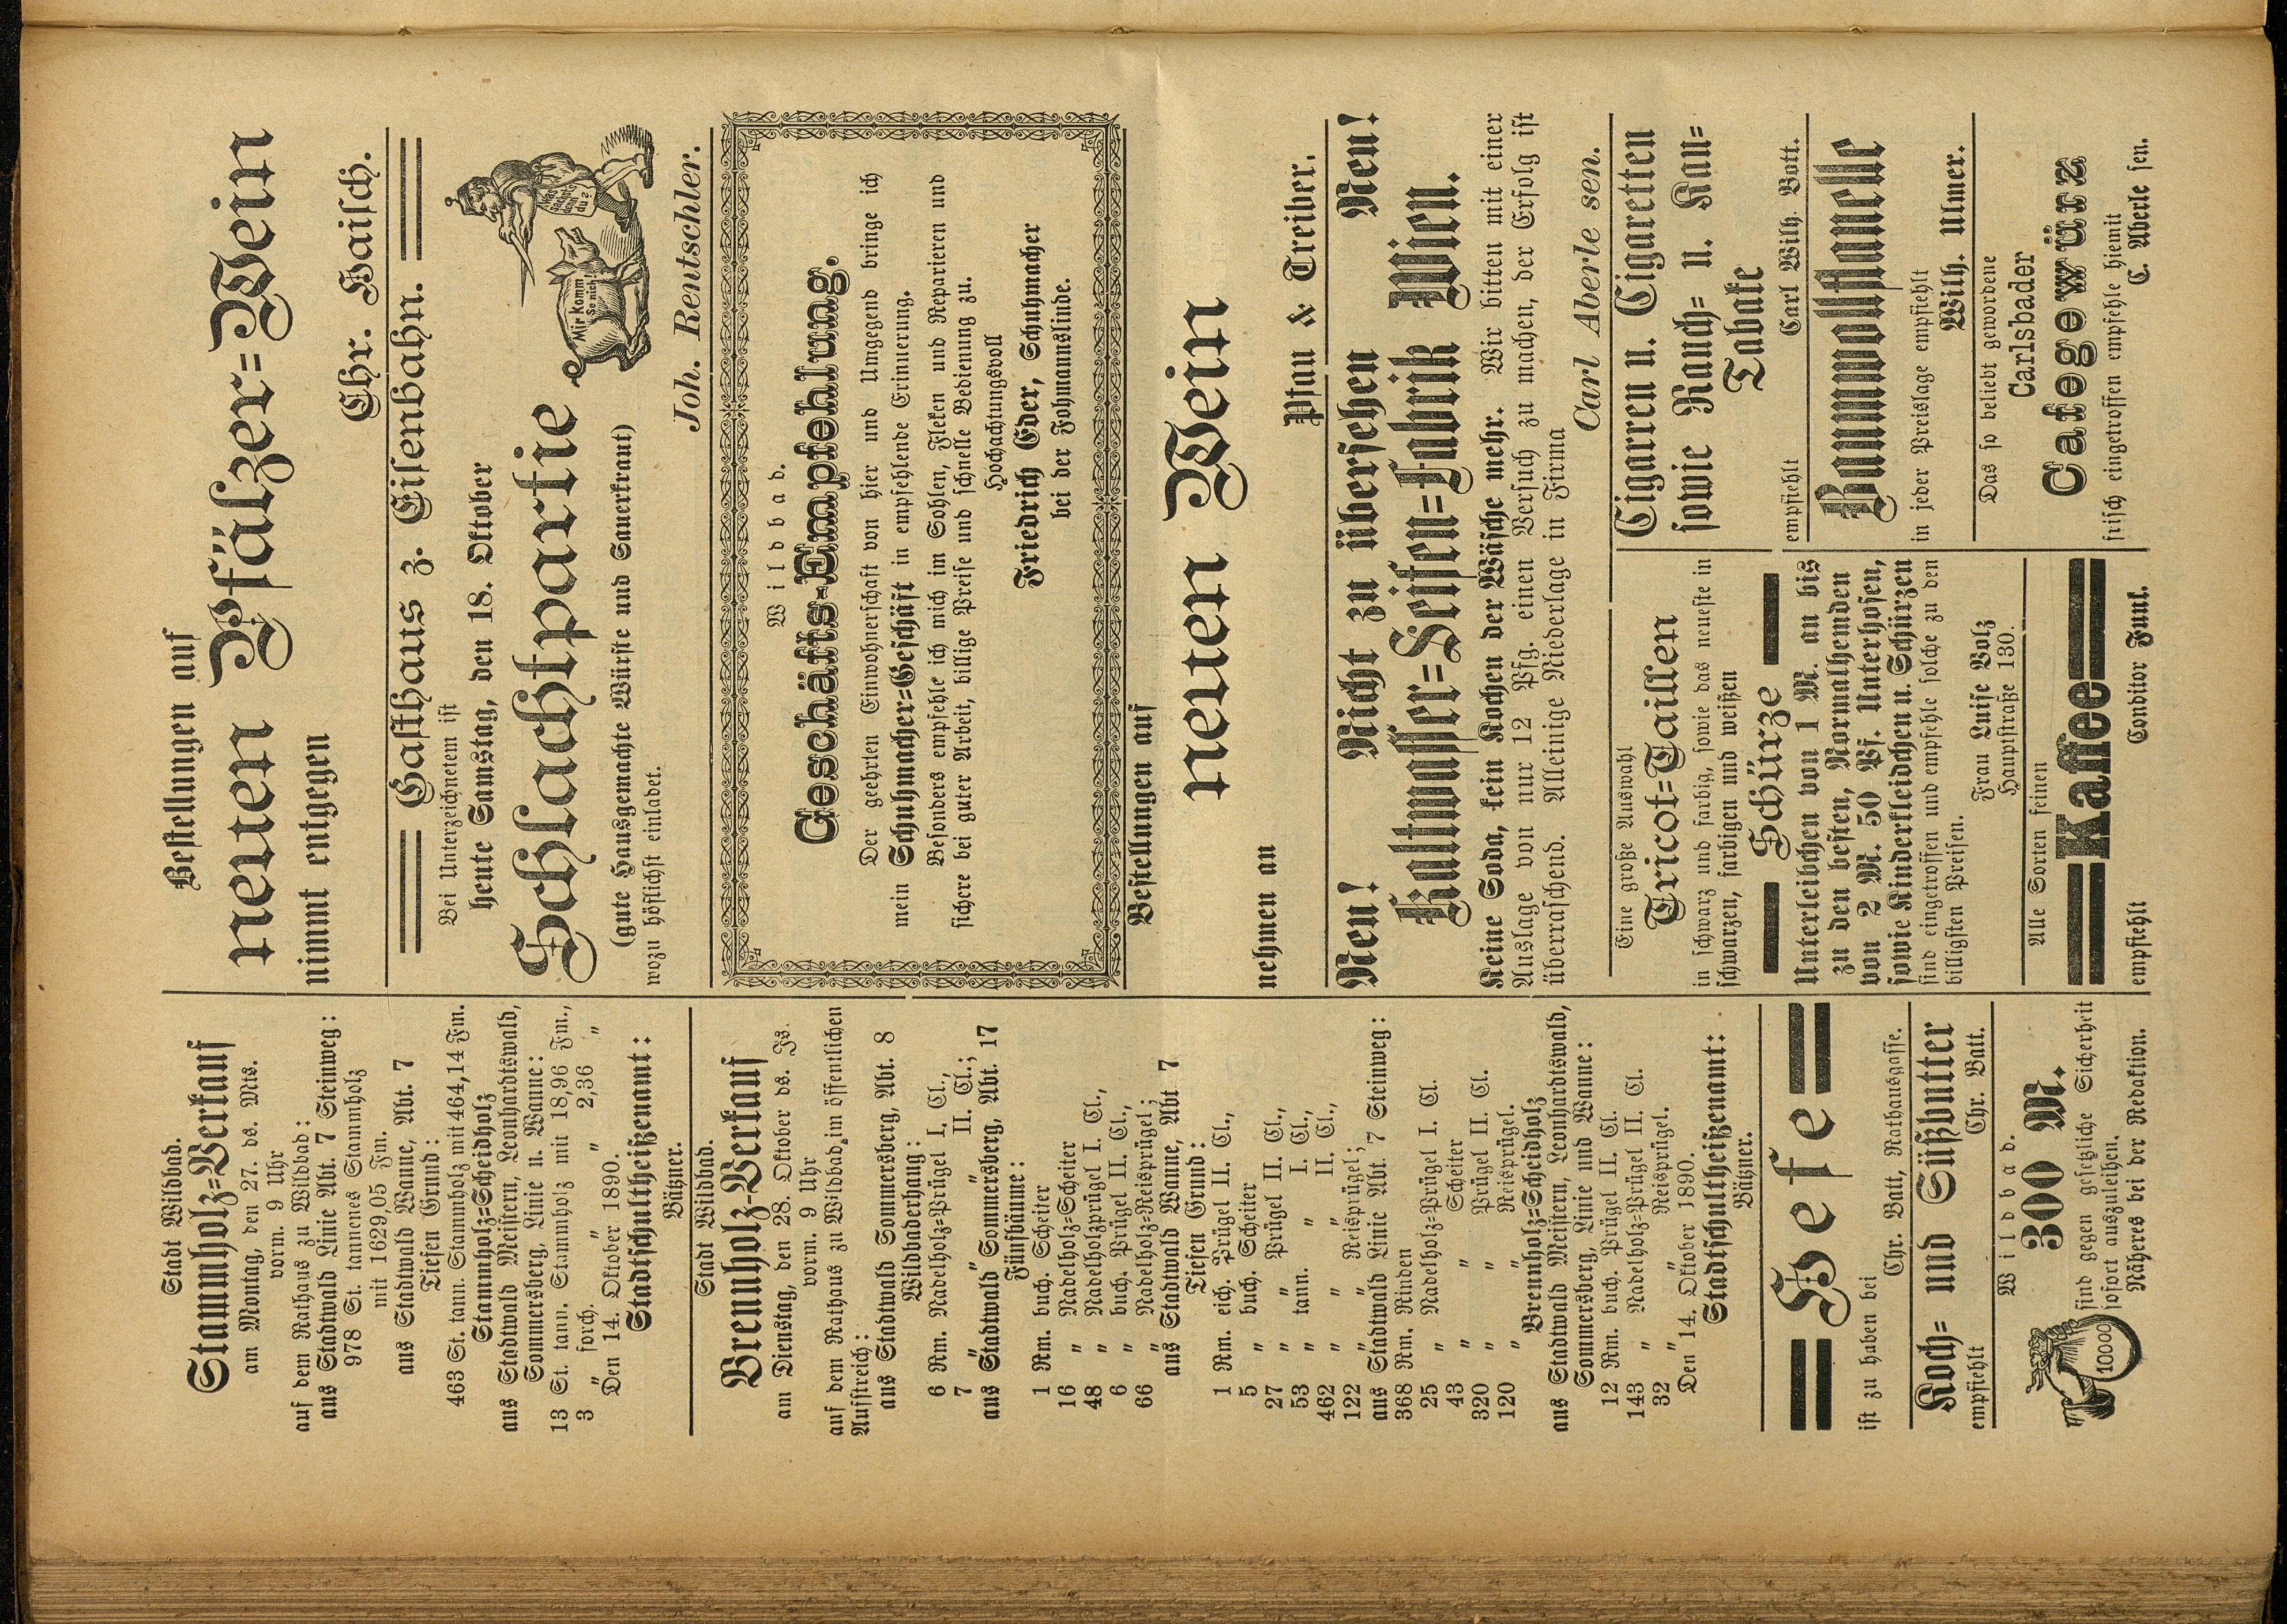 Stadt Wildbad.
Stammholz=Verkauf
am Montag, den 27. ds. Mts.
vorm. 9 Uhr
auf dem Rathaus zu Wildbad:
aus Stadtwald Linie Abt. 7 Steinweg:
978 St. tannenes Stammholz
mit 1629,05 Fm.
aus Stadtwald Wanne, Abt. 7
Tiefen Grund:
463 St. tann. Stammholz mit 464,14 Fm.
Stammholz=Scheidholz
aus Stadtwald Meistern, Leonhardtswald,
Sommersberg, Linie u. Wanne:
13 St. tann. Stammholz mit 18,96 Fm.,
3 „ forch. „ „ 2,36 „
Den 14. Oktober 1890.
Stadtschultheißenamt:
Bätzner.
Stadt Wildbad.
Brennholz-Verkauf
am Dienstag, den 28. Oktober ds. Js.
vorm. 9 Uhr
auf dem Rathaus zu Wildbad im öffentlichen
Aufstreich:
aus Stadtwald Sommersberg, Abt. 8
Wildbaderhang:
6 Rm. Nadelholz=Prügel I. Cl.,
7 „ „ II. Cl.;
aus Stadtwald Sommersberg, Abt. 17
Fünfbäume:
1 Rm. buch. Scheiter
16 „ Nadelholz=Scheiter
48 „ Nadelholzprügel I. Cl.,
6 „ buch. Prügel II. Cl.,
66 „ Nadelholz=Reisprügel;
aus Stadtwald Wanne, Abt 7
Tiefen Grund:
1 Rm. eich. Prügel II. Cl.,
5 „ buch. Scheiter
27 „ „ Prügel II. Cl.,
53 „ tann. „ I. Cl.,
462 „ „ „ II. Cl.,
122 „ „ Reisprügel;
aus Stadtwald Linie Abt. 7 Steinweg:
368 Rm. Rinden
25 „ Nadelholz=Prügel I. Cl.
43 „ „ Scheiter
320 „ „ Prügel II. Cl.
120 „ „ Reisprügel.
Brennholz=Scheidholz
aus Stadtwald Meistern, Leonhardtswald,
Sommersberg, Linie und Wanne:
12 Rm. buch. Prügel II. Cl.
143 „ Nadelholz=Prügel II. Cl.
32 „ „ Reisprügel.
Den 14. Oktober 1890.
Stadtschultheißenamt:
Bätzner.
Hefe
ist zu haben bei
Chr. Batt, Rathausgasse.
Koch= und Süßbutter
empfiehlt Chr. Batt.
Wildbad.
300 M.
10000
sind gegen gesetzliche Sicherheit
sofort auszuleihen.
Näheres bei der Redaktion.
Bestellungen auf
neuen Pfälzer=Wein
nimmt entgegen
Chr. Haisch.
Gasthaus z. Eisenbahn.
Bei Unterzeichnetem ist
heute Samstag, den 18. Oktober
Schlachtpartie
(gute Hausgemachte Würste und Sauerkraut)
wozu höflichst einladet.
Mir komm
Se nich!
du?
Joh. Rentschler.
Wildbad.
Geschäfts-Empfehlung.
Der geehrten Einwohnerschaft von hier und Umgegend bringe ich
mein Schuhmacher=Geschäft in empfehlende Erinnerung.
Besonders empfehle ich mich im Sohlen, Fleken und Reparieren und
sichere bei guter Arbeit, billige Preise und schnelle Bedienung zu.
Hochachtungsvoll
Friedrich Eder, Schuhmacher
bei der Fohmannslinde.
Bestellungen auf
neuen Wein
nehmen an
Pfau & Treiber.
Neu! Nicht zu übersehen Neu!
Kaltwasser=Seifen=Fabrik Wien.
Keine Soda, kein Kochen der Wäsche mehr. Wir bitten mit einer
Auslage von nur 12 Pfg. einen Versuch zu machen, der Erfolg ist
überraschend. Alleinige Niederlage in Firma
Carl Aberle sen.
Eine große Auswahl
Tricot=Taillen
in schwarz und farbig, sowie das neueste in
schwarzen, farbigen und weißen
Schürze
Unterleibchen von 1 M. an bis
zu den besten, Normalhemden
von 2 M. 50 Pf. Unterhosen,
sowie Kinderkleidchen u. Schürzen
sind eingetroffen und empfehle solche zu den
billigsten Preisen.
Frau Luise Volz
Hauptstraße 130.
Alle Sorten feinen
Kaffee
empfiehlt Conditor Funk.
Cigarren u. Cigaretten
sowie Rauch= u. Kau=
Tabake
empfiehlt Carl Wilh. Bott.
Baumwollflanelle
in jeder Preislage empfiehlt
Wilh. Ulmer.
Das so beliebt gewordene
Carlsbader
Cafegewürz
frisch eingetroffen empfehle hiemit
C. Aberle sen.